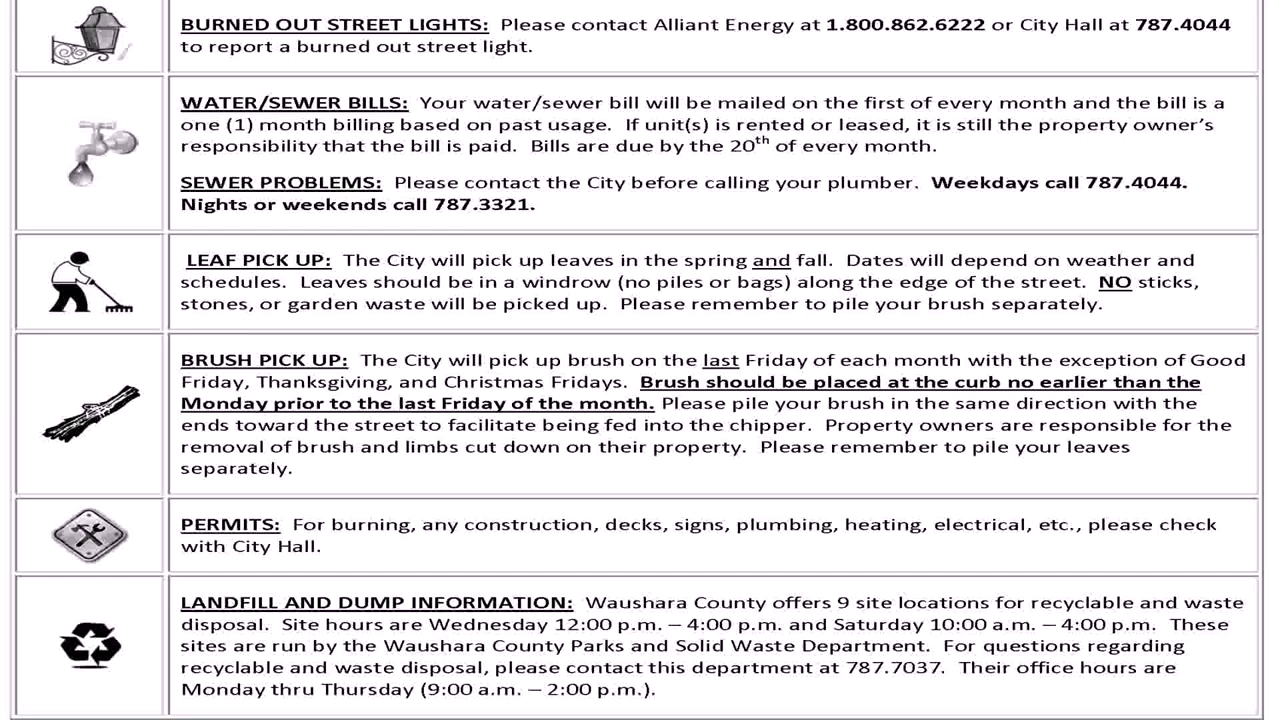 BURNED OUT STREET LIGHTS: Please contact Alliant Energy at 1.800.862.6222 or City Hall at 787.4044
to report a burned out street light.
WATER/SEWER BILLS: Your water/sewer bill will be mailed on the first of every month and the bill is a
one (1) month billing based on past usage. If unit(s) is rented or leased, it is still the property owner's
responsibility that the bill is paid. Bills are due by the 20th of every month.
SEWER PROBLEMS: Please contact the City before calling your plumber. Weekdays call 787.4044.
Nights or weekends call 787.3321.
LEAF PICK UP: The City will pick up leaves in the spring and fall. Dates will depend on weather and
schedules. Leaves should be in a windrow (no piles or bags) along the edge of the street. NO sticks,
stones, or garden waste will be picked up. Please remember to pile your brush separately.
BRUSH PICK UP: The City will pick up brush on the last Friday of each month with the exception of Good
Friday, Thanksgiving, and Christmas Fridays. Brush should be placed at the curb no earlier than the
Monday prior to the last Friday of the month. Please pile your brush in the same direction with the
ends toward the street to facilitate being fed into the chipper. Property owners are responsible for the
removal of brush and limbs cut down on their property. Please remember to pile your leaves
separately.
PERMITS: For burning, any construction, decks, signs, plumbing, heating, electrical, etc., please check
with City Hall.
LANDFILL AND DUMP INFORMATION: Waushara County offers 9 site locations for recyclable and waste
disposal. Site hours are Wednesday 12:00 p.m. – 4:00 p.m. and Saturday 10:00 a.m. – 4:00 p.m. These
sites are run by the Waushara County Parks and Solid Waste Department. For questions regarding
recyclable and waste disposal, please contact this department at 787.7037. Their office hours are
Monday thru Thursday (9:00 a.m. – 2:00 p.m.).